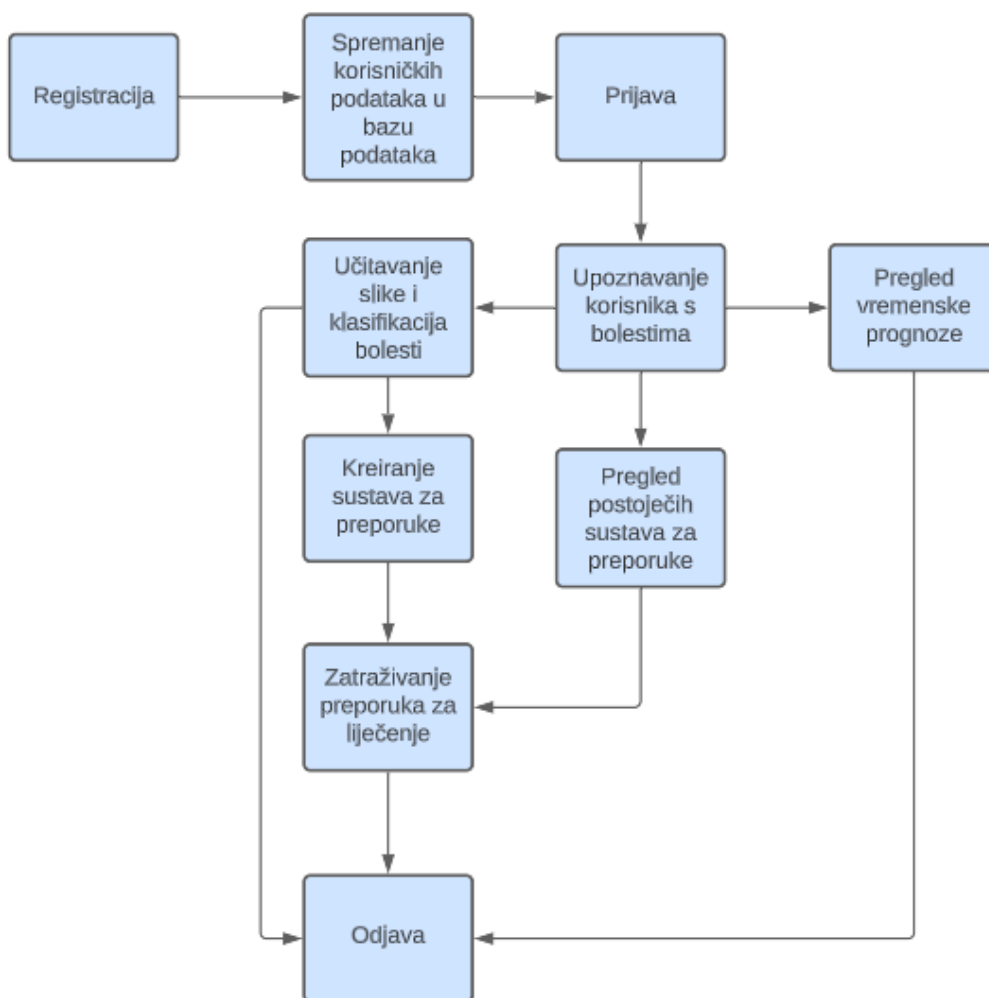 Registracija
Spremanje
korisničkih
podataka u
bazu
podataka
Prijava
Učitavanje
slike i
klasifikacija
bolesti
Upoznavanje
korisnika s
bolestima
Pregled
vremenske
prognoze
Kreiranje
sustava za
preporuke
Pregled
postoječih
sustava za
preporuke
Zatraživanje
preporuka za
liječenje
Odjava